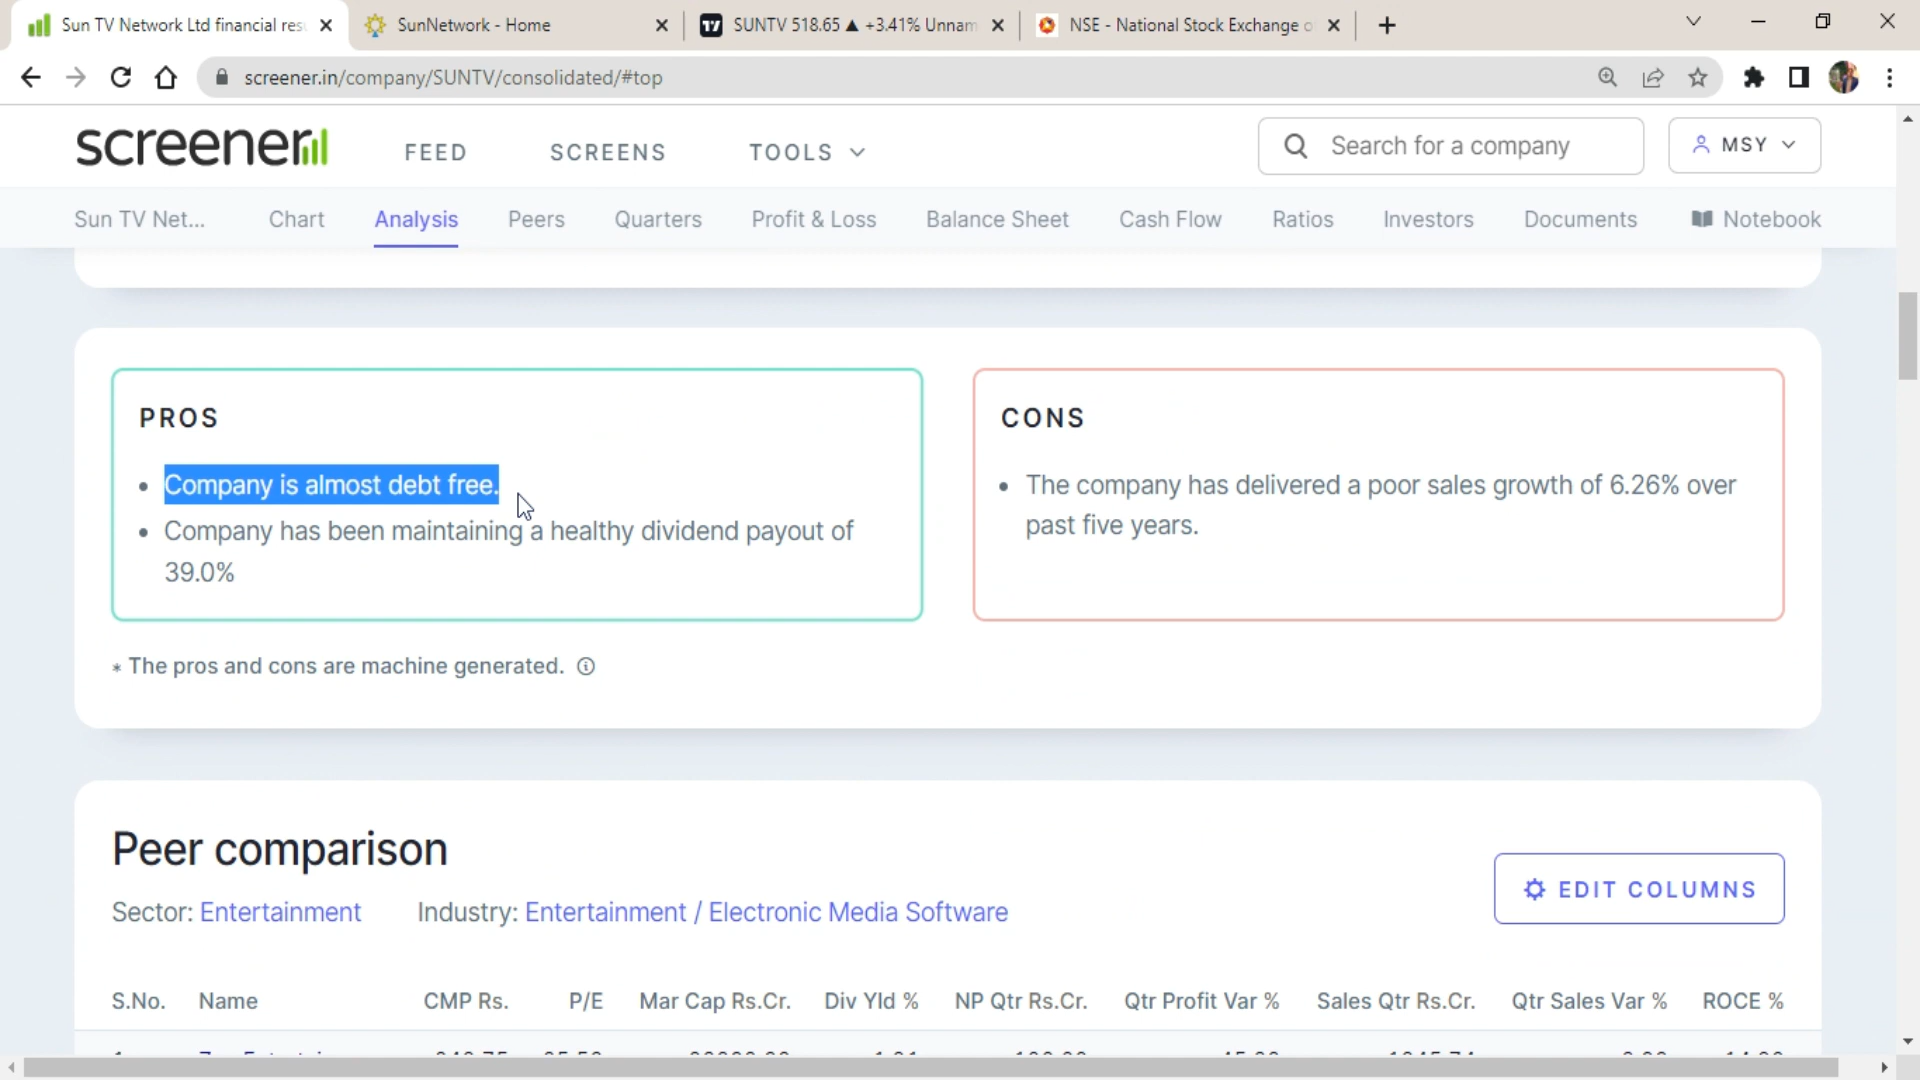 Sun TV Network Ltd financial res
SunNetwork - Home
SUNTV 518.65 ▲ +3.41% Unnam
NSE - National Stock Exchange o
screener.in/company/SUNTV/consolidated/#top
screener
FEED
SCREENS
TOOLS
Search for a company
MSY
Sun TV Net...
Chart
Analysis
Peers
Quarters
Profit & Loss
Balance Sheet
Cash Flow
Ratios
Investors
Documents
Notebook
PROS
• Company is almost debt free.
• Company has been maintaining a healthy dividend payout of
39.0%
CONS
• The company has delivered a poor sales growth of 6.26% over
past five years.
* The pros and cons are machine generated.
Peer comparison
EDIT COLUMNS
Sector: Entertainment
Industry: Entertainment / Electronic Media Software
S.No. Name CMP Rs. P/E Mar Cap Rs.Cr. Div Yld % NP Qtr Rs.Cr. Qtr Profit Var % Sales Qtr Rs.Cr. Qtr Sales Var % ROCE %